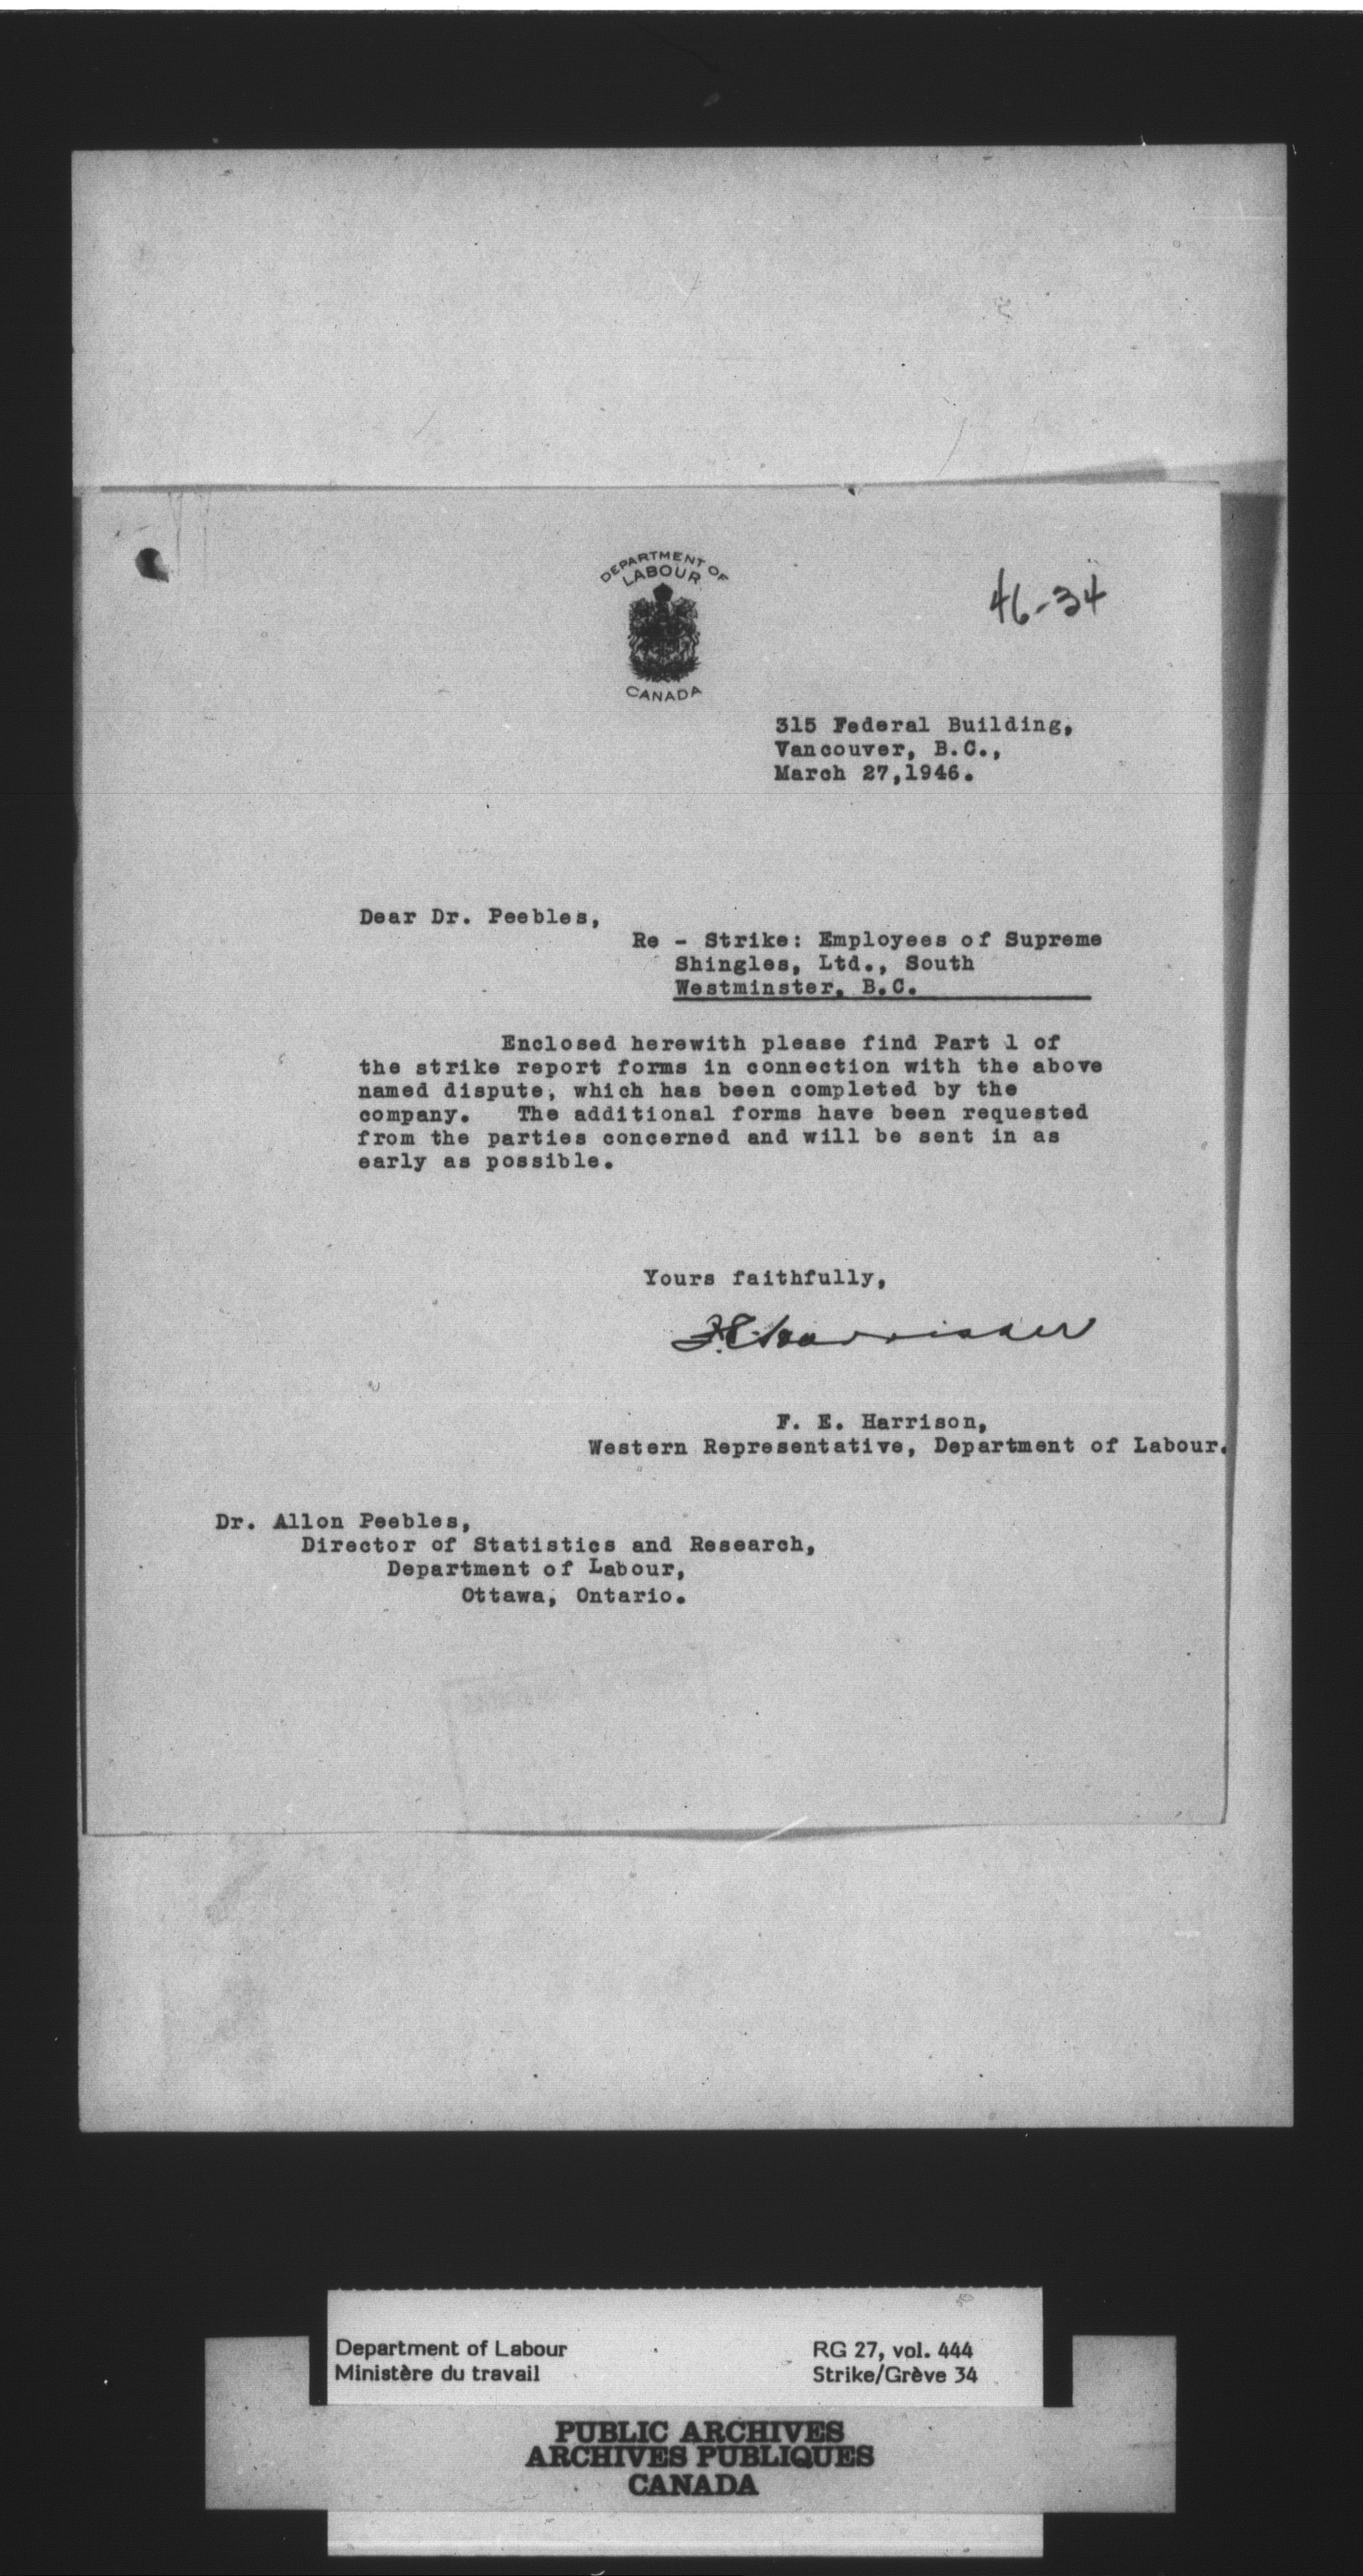 DEPARTMENT OF
LABOUR
CANADA
46-34
315 Federal Building,
Vancouver, B.C.,
March 27,1946.
Dear Dr. Peebles,
Re - Strike: Employees of Supreme
Shingles, Ltd., South
Westminster, B.C.
Enclosed herewith please find Part 1 of
the strike report forms in connection with the above
named dispute, which has been completed by the
company. The additional forms have been requested
from the parties concerned and will be sent in as
early as possible.
Yours faithfully,
F.E. Harrison
F. E. Harrison,
Western Representative, Department of Labour.
Dr. Allon Peebles,
Director of Statistics and Research,
Department of Labour,
Ottawa, Ontario.
Department of Labour
Ministère du travail
RG 27, vol. 444
Strike/Grève 34
PUBLIC ARCHIVES
ARCHIVES PUBLIQUES
CANADA